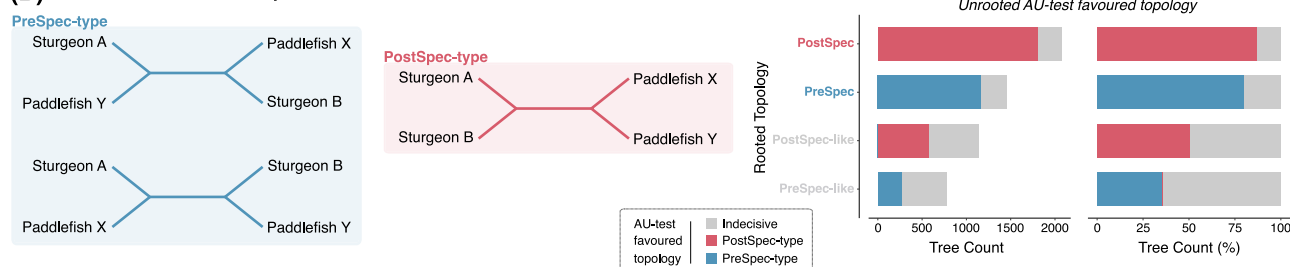 PreSpec-type
Sturgeon A
Paddlefish X
Paddlefish Y
Sturgeon B
Sturgeon A
Sturgeon B
Paddlefish X
Paddlefish Y
PostSpec-type
Sturgeon A
Paddlefish X
Sturgeon B
Paddlefish Y
AU-test
favoured
topology
Indecisive
PostSpec-type
PreSpec-type
Unrooted AU-test favoured topology
Rooted Topology
PostSpec
PreSpec
PostSpec-like
PreSpec-like
0 500 1000 1500 2000
Tree Count
0 25 50 75 100
Tree Count (%)